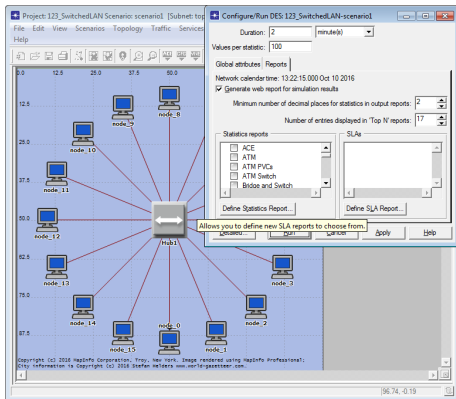 Project: 123_SwitchedLAN Scenario: scenario1 [Subnet: top
File Edit View Scenarios Topology Traffic Services
Help
0.0 12.5 25.0 37.5 50.0
12.5
25.0
37.5
50.0
62.5
75.0
87.5
node_8
node_9
node_10
node_11
node_12
Hub1
node_13
node_3
node_14
node_2
node_15
node_0
node_1
Copyright (c) 2016 MapInfo Corporation, Troy, New York. Image rendered using MapInfo Professional;
City information is Copyright (c) 2016 Stefan Helders www.world-gazetteer.com.
96.74, -0.19
Configure/Run DES: 123_SwitchedLAN-scenario1
Duration: 2 minute(s)
Values per statistic: 100
Global attributes Reports
Network calendar time: 13:22:15.000 Oct 10 2016
Generate web report for simulation results
Minimum number of decimal places for statistics in output reports: 2
Number of entries displayed in 'Top N' reports: 17
Statistics reports
ACE
ATM
ATM PVCs
ATM Switch
Bridge and Switch
Define Statistics Report...
SLAs
Define SLA Report...
Allows you to define new SLA reports to choose from.
Detailed... Run Cancel Apply Help